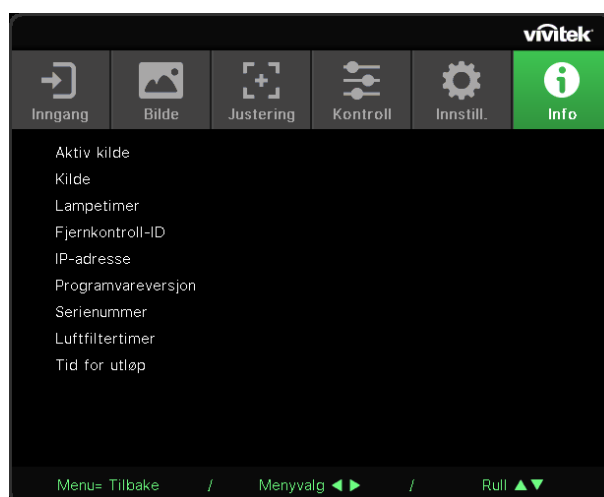 vivitek
Inngang Bilde Justering Kontroll Innstill. Info
Aktiv kilde
Kilde
Lampetimer
Fjernkontroll-ID
IP-adresse
Programvareversjon
Serienummer
Luftfiltertimer
Tid for utløp
Menu= Tilbake / Menyvalg ◀ ▶ / Rull ▲▼